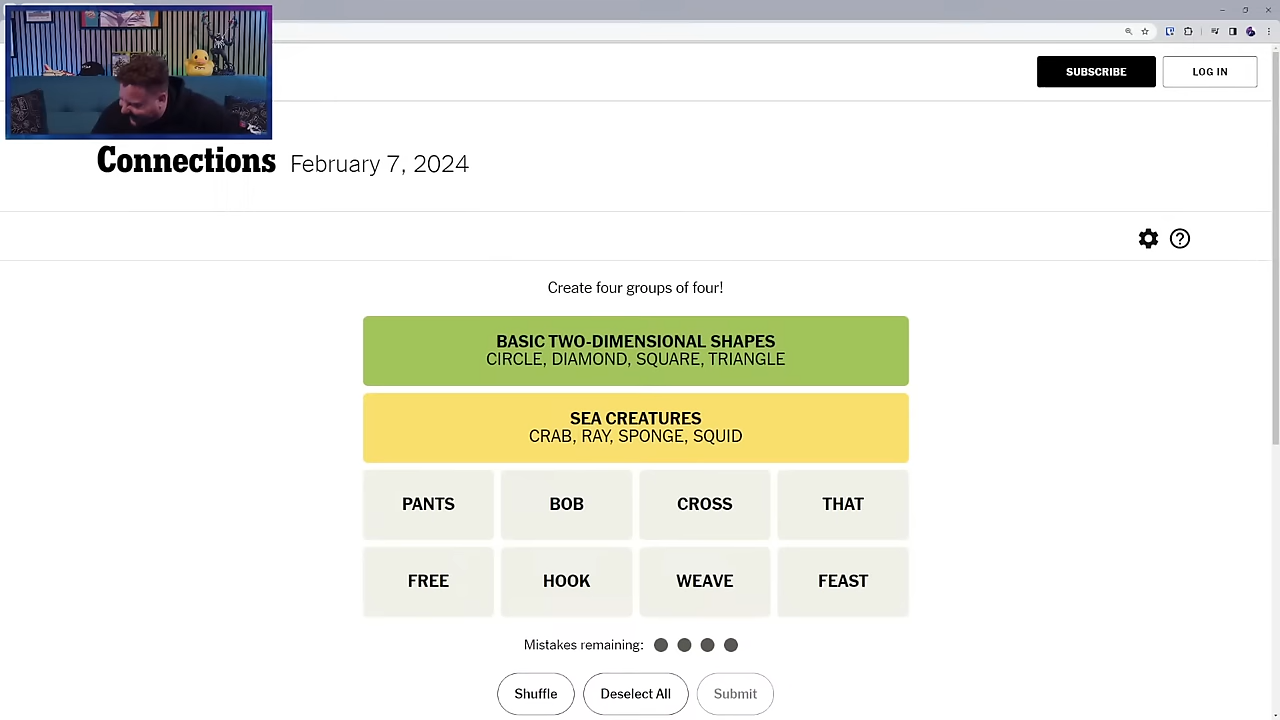 SUBSCRIBE
LOG IN
Connections February 7, 2024
Create four groups of four!
BASIC TWO-DIMENSIONAL SHAPES
CIRCLE, DIAMOND, SQUARE, TRIANGLE
SEA CREATURES
CRAB, RAY, SPONGE, SQUID
PANTS BOB CROSS THAT
FREE HOOK WEAVE FEAST
Mistakes remaining:
Shuffle Deselect All Submit